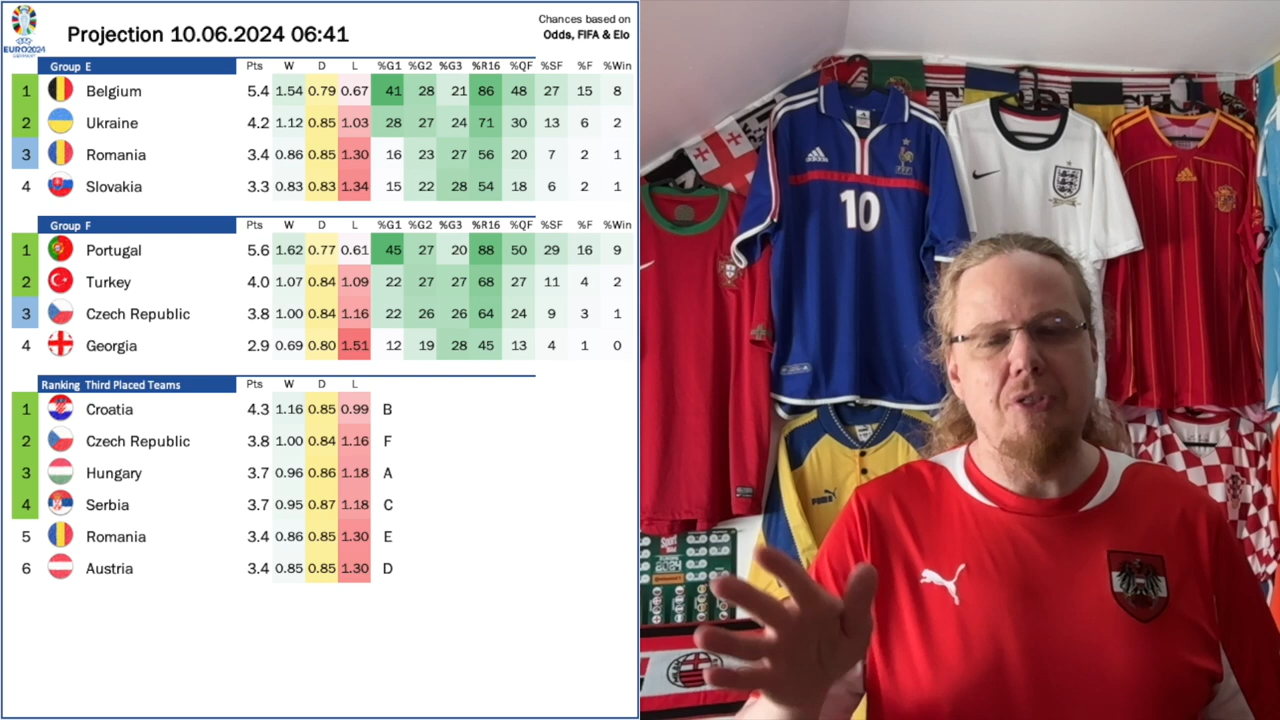 EURO2024
GERMANY
Projection 10.06.2024 06:41
Chances based on
Odds, FIFA & Elo
Group E Pts W D L %G1 %G2 %G3 %R16 %QF %SF %F %Win
1 Belgium 5.4 1.54 0.79 0.67 41 28 21 86 48 27 15 8
2 Ukraine 4.2 1.12 0.85 1.03 28 27 24 71 30 13 6 2
3 Romania 3.4 0.86 0.85 1.30 16 23 27 56 20 7 2 1
4 Slovakia 3.3 0.83 0.83 1.34 15 22 28 54 18 6 2 1
Group F Pts W D L %G1 %G2 %G3 %R16 %QF %SF %F %Win
1 Portugal 5.6 1.62 0.77 0.61 45 27 20 88 50 29 16 9
2 Turkey 4.0 1.07 0.84 1.09 22 27 27 68 27 11 4 2
3 Czech Republic 3.8 1.00 0.84 1.16 22 26 26 64 24 9 3 1
4 Georgia 2.9 0.69 0.80 1.51 12 19 28 45 13 4 1 0
Ranking Third Placed Teams Pts W D L
1 Croatia 4.3 1.16 0.85 0.99 B
2 Czech Republic 3.8 1.00 0.84 1.16 F
3 Hungary 3.7 0.96 0.86 1.18 A
4 Serbia 3.7 0.95 0.87 1.18 C
5 Romania 3.4 0.86 0.85 1.30 E
6 Austria 3.4 0.85 0.85 1.30 D
adidas
FFF
10
PUMA
2024
MILAN